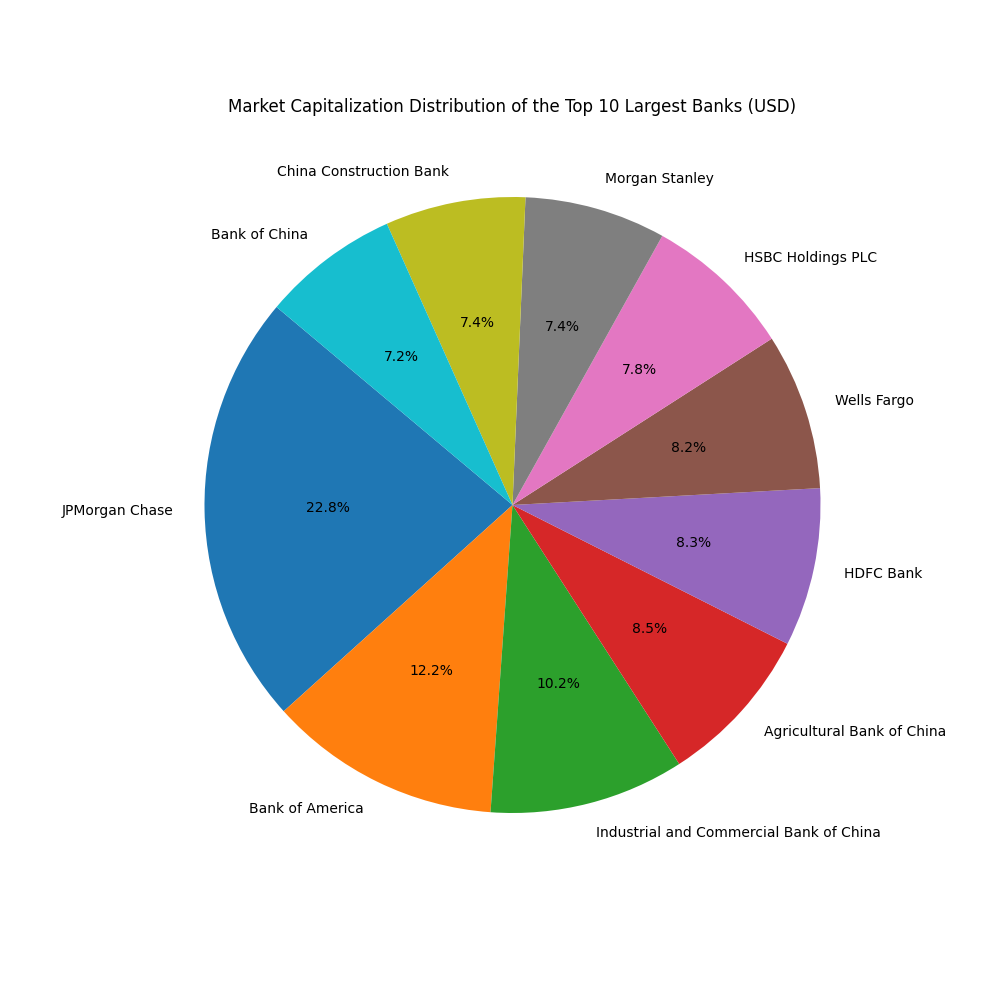 Market Capitalization Distribution of the Top 10 Largest Banks (USD)
China Construction Bank
Morgan Stanley
Bank of China
HSBC Holdings PLC
7.4%
7.4%
7.2%
7.8%
Wells Fargo
8.2%
JPMorgan Chase
22.8%
8.3%
HDFC Bank
8.5%
12.2%
10.2%
Agricultural Bank of China
Bank of America
Industrial and Commercial Bank of China